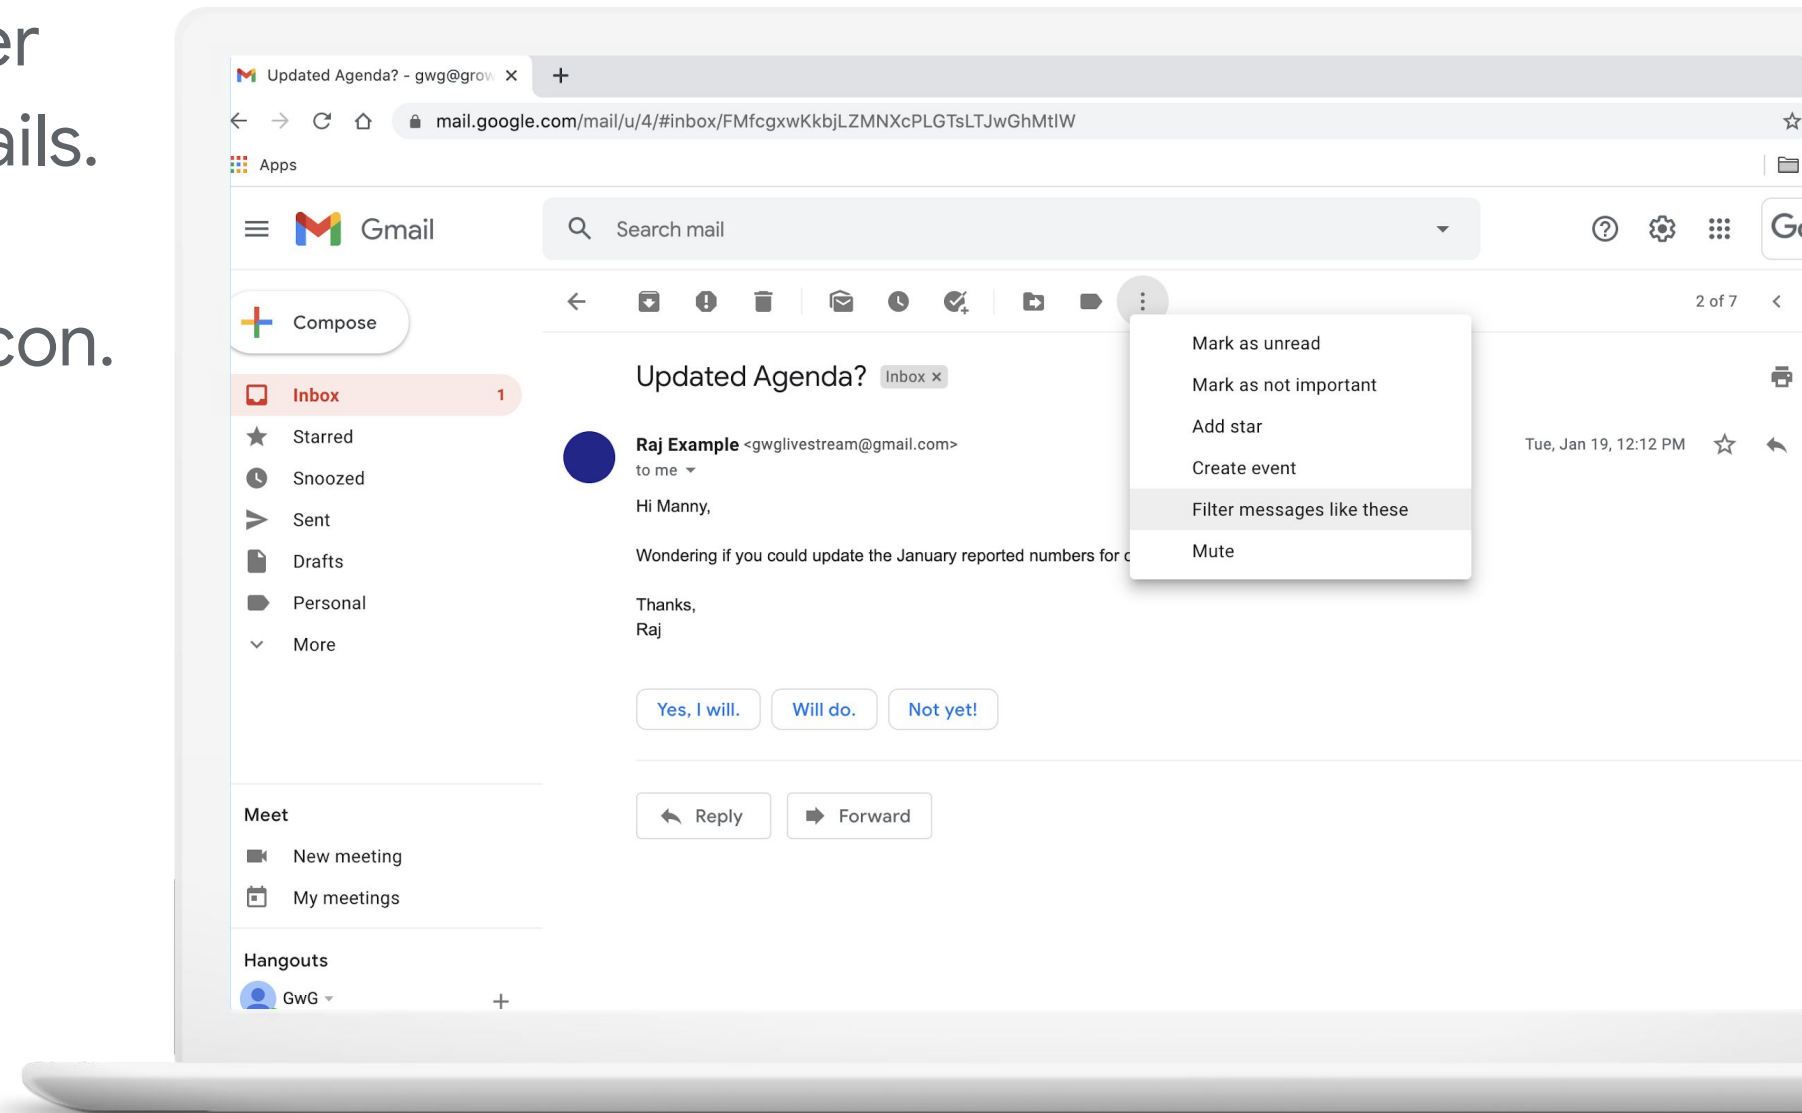 er
ails.
con.
Updated Agenda? - gwg@grow
mail.google.com/mail/u/4/#inbox/FMfcgxwKkbjLZMNXcPLGTsLTJwGhMtlW
Apps
Gmail
Search mail
Go
Compose
2 of 7
Inbox 1
Starred
Snoozed
Sent
Drafts
Personal
More
Meet
New meeting
My meetings
Hangouts
GwG
Updated Agenda? Inbox x
Raj Example <gwglivestream@gmail.com>
Tue, Jan 19, 12:12 PM
to me
Hi Manny,
Wondering if you could update the January reported numbers for
Thanks,
Raj
Mark as unread
Mark as not important
Add star
Create event
Filter messages like these
Mute
Yes, I will. Will do. Not yet!
Reply Forward